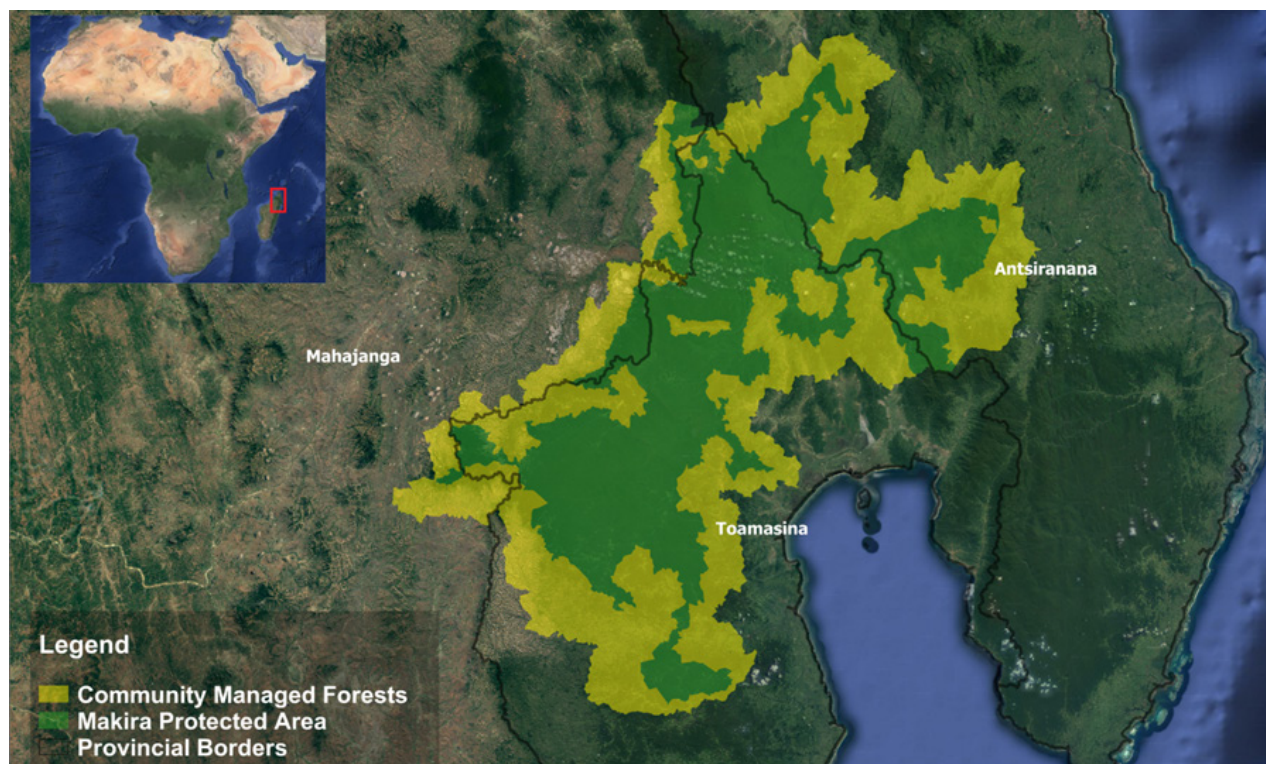 Antsiranana
Mahajanga
Toamasina
Legend
Community Managed Forests
Makira Protected Area
Provincial Borders